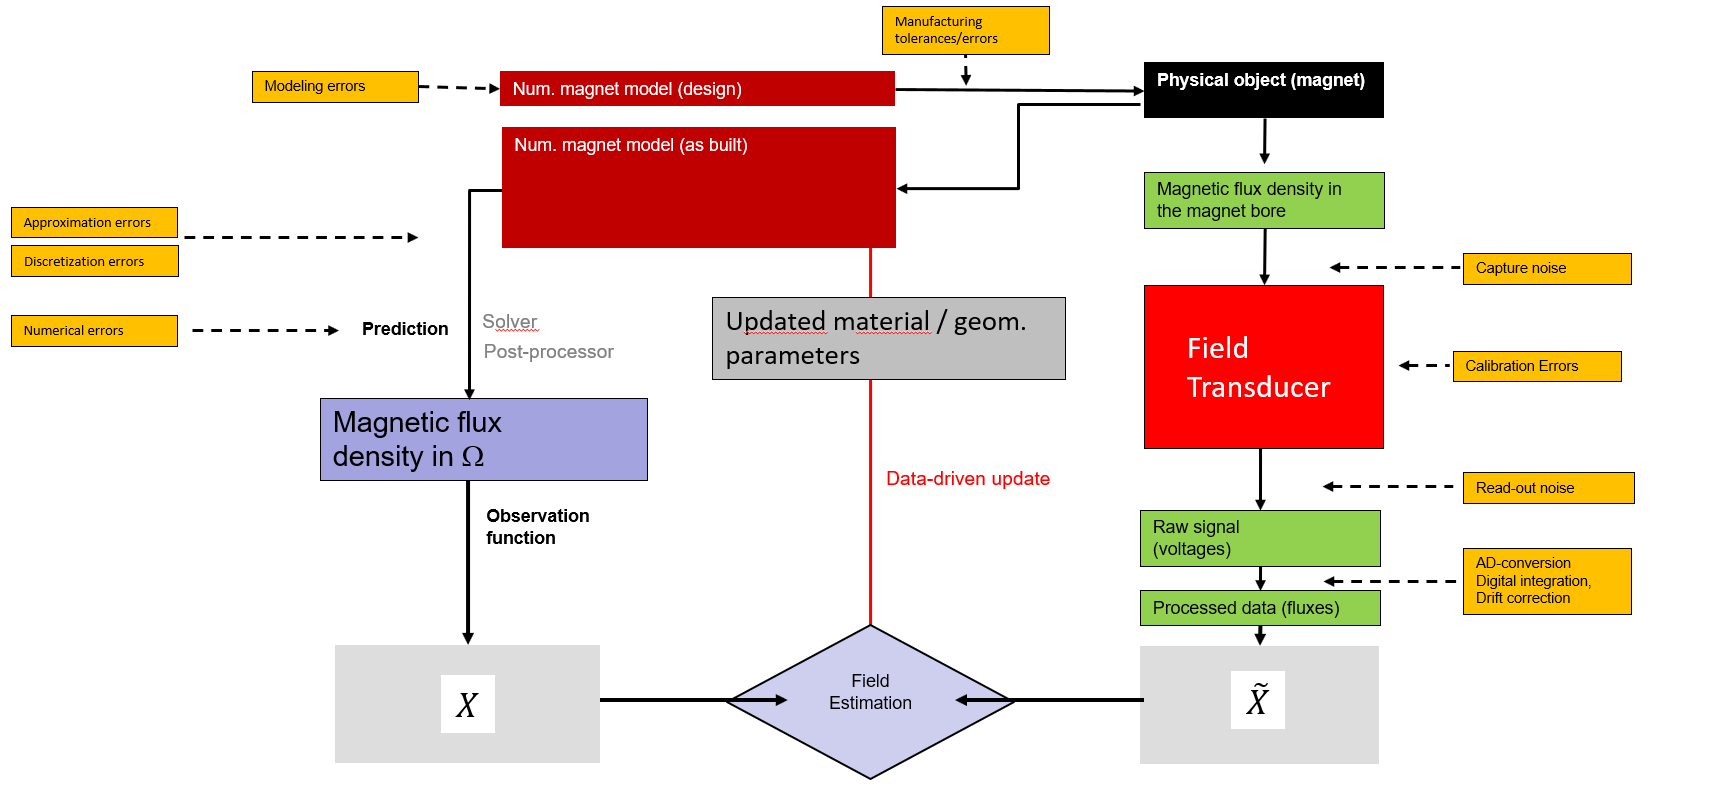 Manufacturing
tolerances/errors
Modeling errors
Num. magnet model (design)
Physical object (magnet)
Num. magnet model (as built)
Magnetic flux density in
the magnet bore
Approximation errors
Discretization errors
Capture noise
Numerical errors
Prediction
Solver
Post-processor
Updated material / geom.
parameters
Field
Transducer
Calibration Errors
Magnetic flux
density in Ω
Data-driven update
Read-out noise
Observation
function
Raw signal
(voltages)
AD-conversion
Digital integration,
Drift correction
Processed data (fluxes)
X
Field
Estimation
X̃